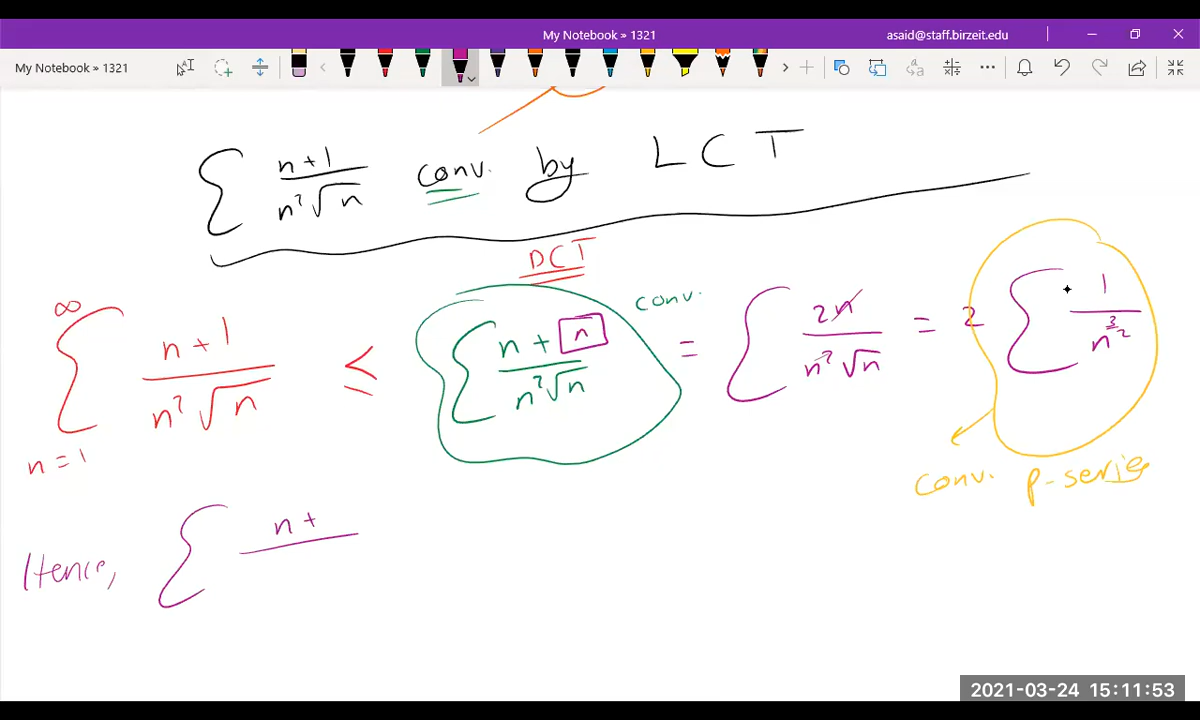 My Notebook » 1321
asaid@staff.birzeit.edu
My Notebook » 1321
∑ n+1 / n²√n conv. by LCT
DCT
∞ ∑ n=1 n+1 / n²√n ≤ ∑ n+n / n²√n conv. = ∑ 2n / n²√n = 2 ∑ 1 / n^(3/2)
conv. p-series
Hence, ∑ n+
2021-03-24 15:11:53